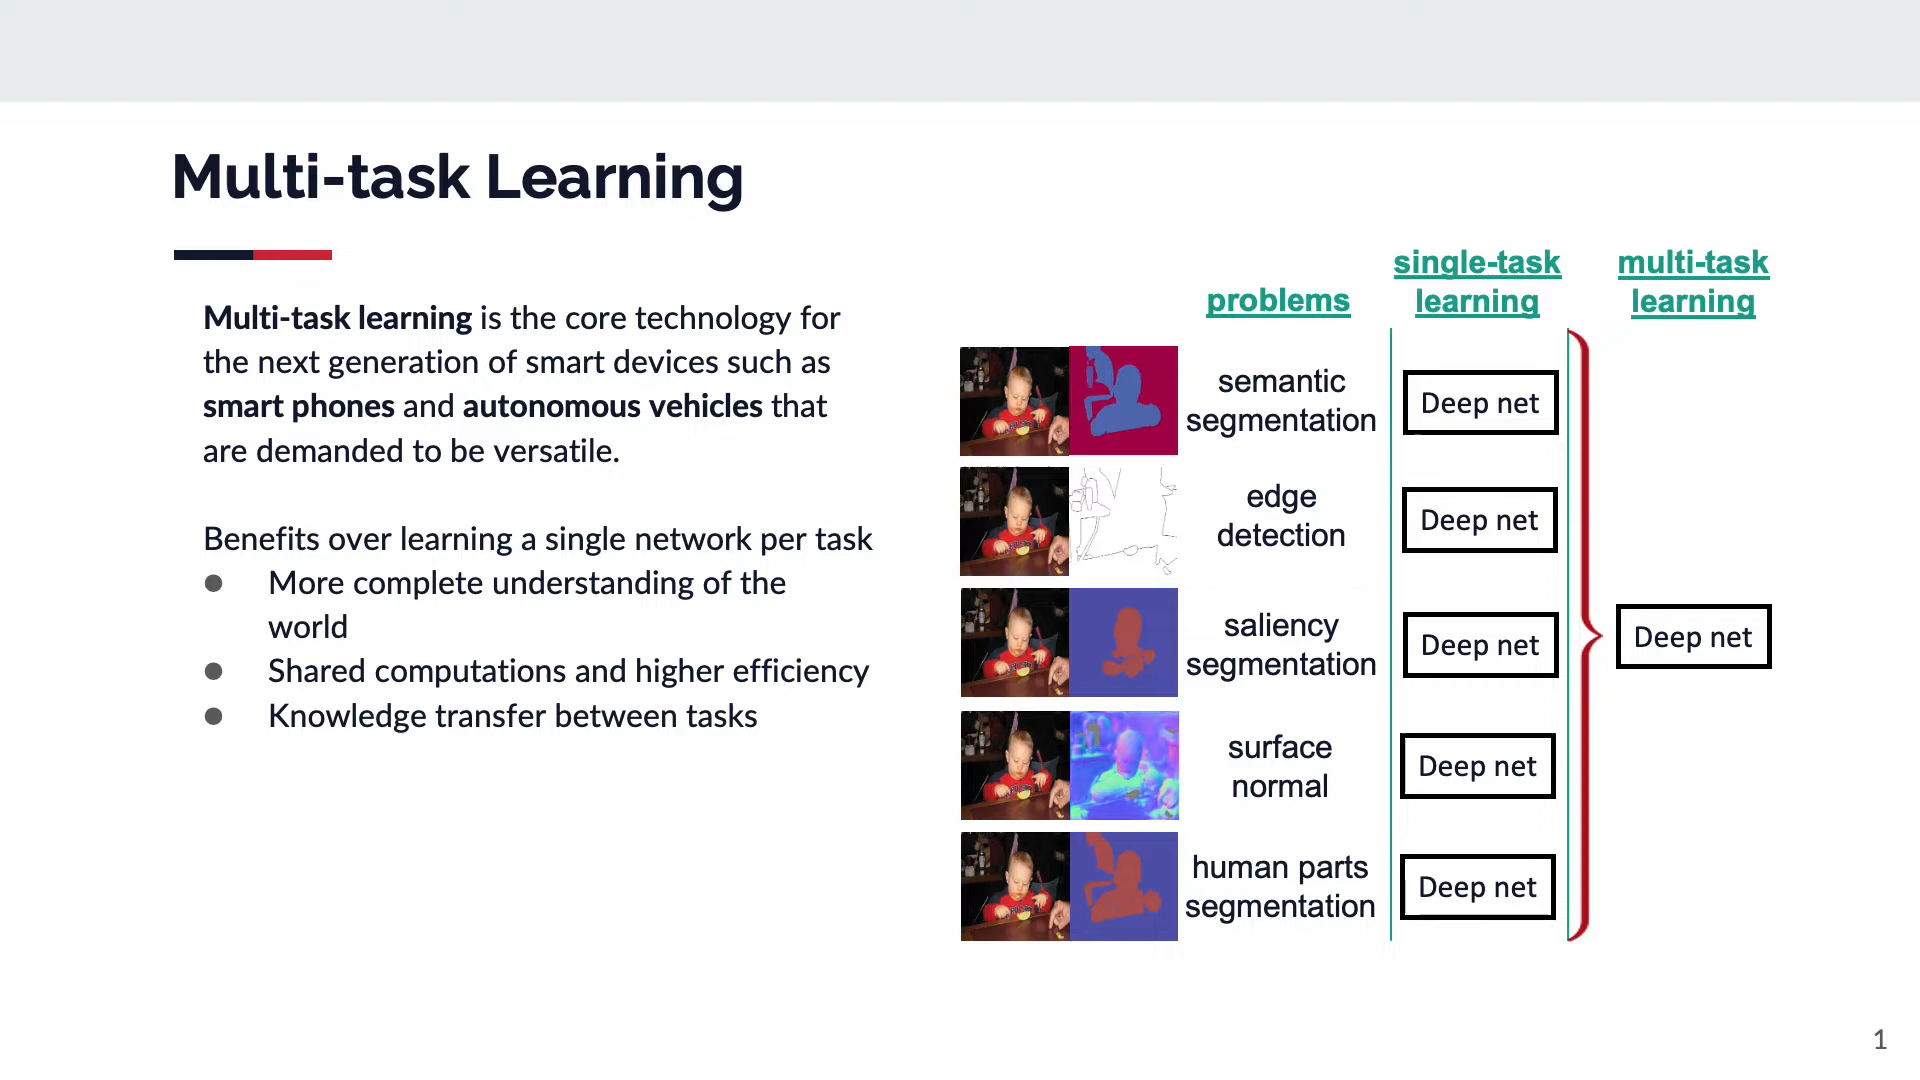 Multi-task Learning
Multi-task learning is the core technology for
the next generation of smart devices such as
smart phones and autonomous vehicles that
are demanded to be versatile.
Benefits over learning a single network per task
● More complete understanding of the
world
● Shared computations and higher efficiency
● Knowledge transfer between tasks
problems
single-task
learning
multi-task
learning
semantic
segmentation
Deep net
edge
detection
Deep net
saliency
segmentation
Deep net
surface
normal
Deep net
human parts
segmentation
Deep net
Deep net
1